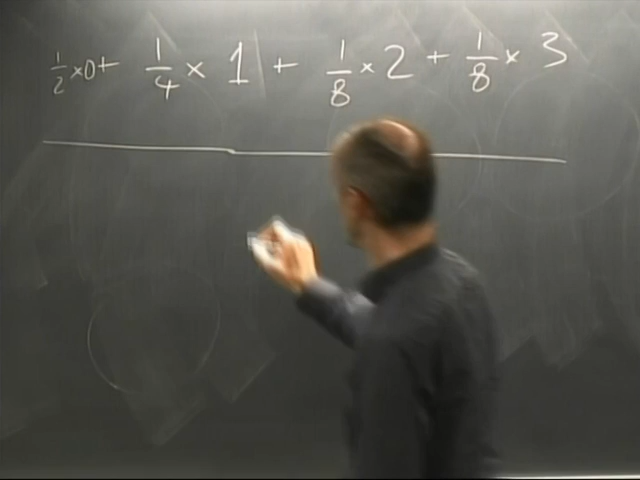 1/2 × 0 + 1/4 × 1 + 1/8 × 2 + 1/8 × 3